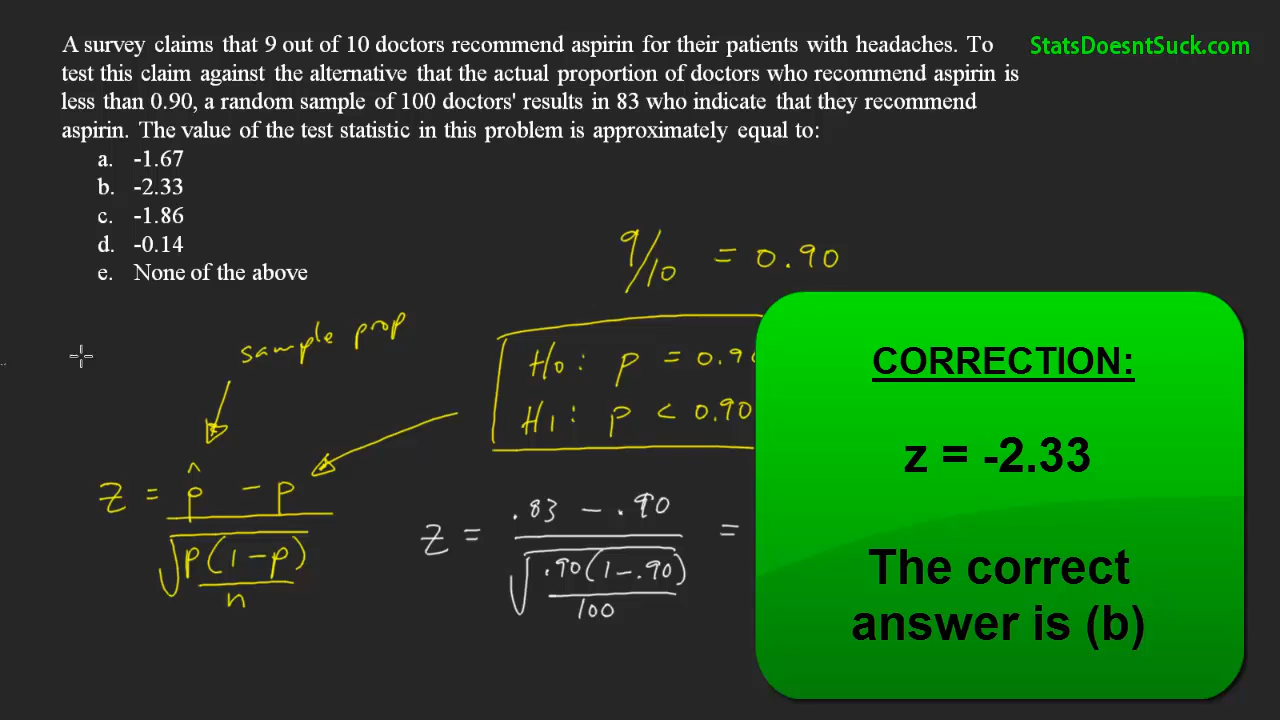 A survey claims that 9 out of 10 doctors recommend aspirin for their patients with headaches. To
StatsDoesntSuck.com
test this claim against the alternative that the actual proportion of doctors who recommend aspirin is
less than 0.90, a random sample of 100 doctors' results in 83 who indicate that they recommend
aspirin. The value of the test statistic in this problem is approximately equal to:
a. -1.67
b. -2.33
c. -1.86
d. -0.14
e. None of the above
9/10 = 0.90
sample prop
H0: p = 0.90
H1: p < 0.90
z = p̂ - p
√p(1-p)
n
z = .83 - .90 =
√.90(1-.90)
100
CORRECTION:
z = -2.33
The correct
answer is (b)